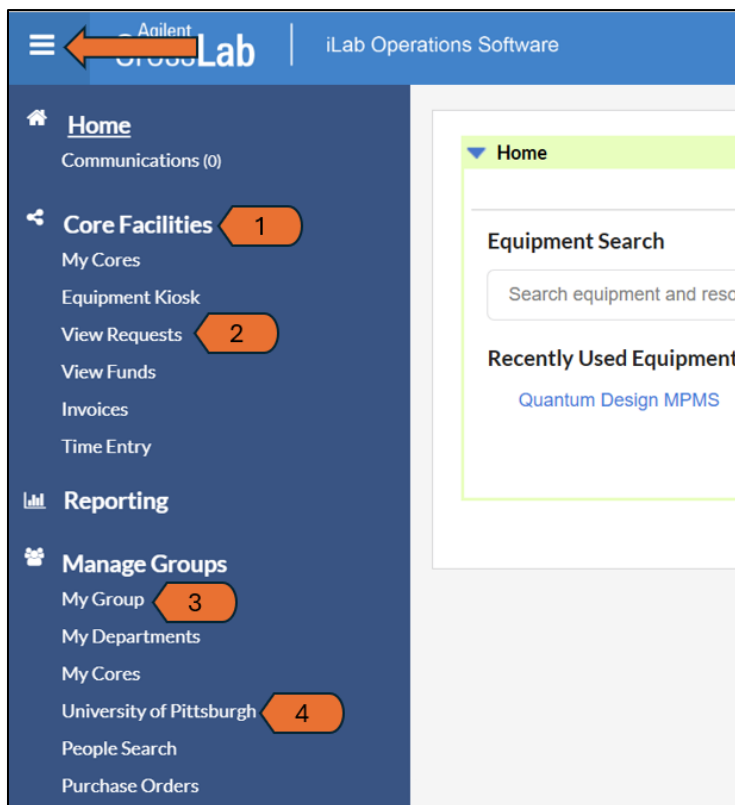 Agilent
CrossLab
iLab Operations Software
Home
Communications (0)
Core Facilities 1
My Cores
Equipment Kiosk
View Requests 2
View Funds
Invoices
Time Entry
Reporting
Manage Groups
My Group 3
My Departments
My Cores
University of Pittsburgh 4
People Search
Purchase Orders
Home
Equipment Search
Search equipment and reso
Recently Used Equipment
Quantum Design MPMS